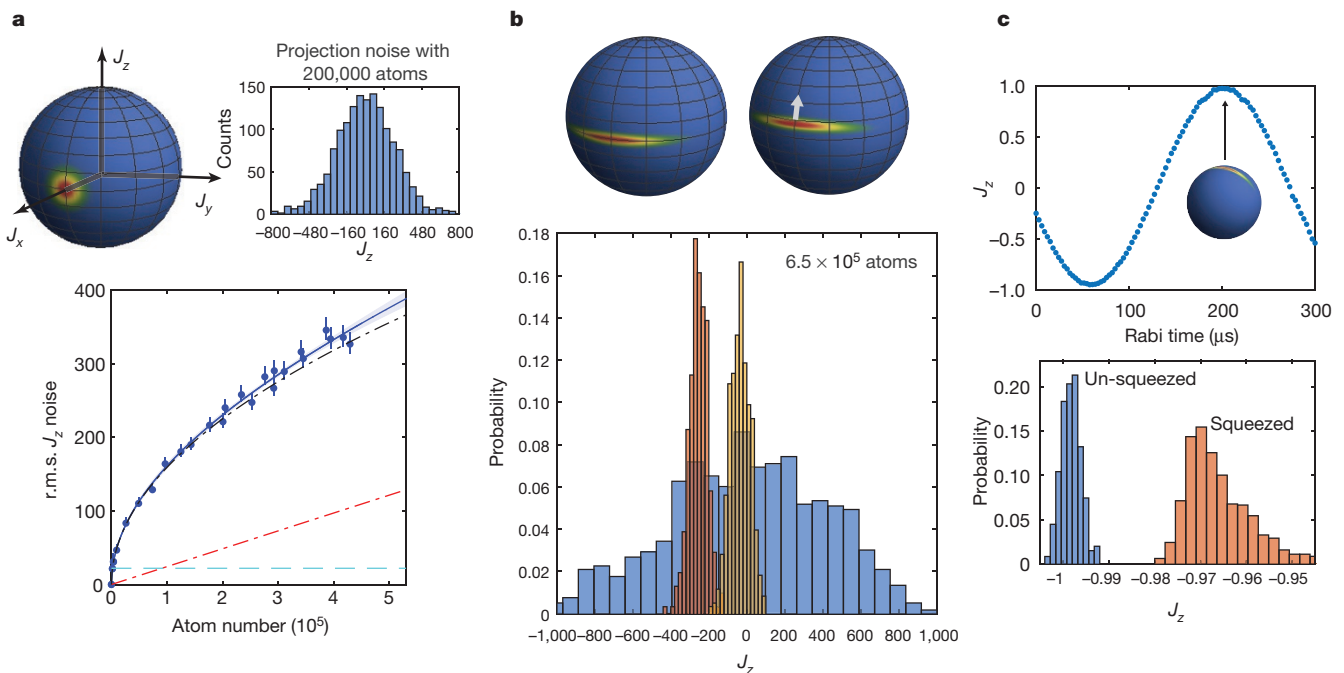 a
J_z
J_y
J_x
Projection noise with
200,000 atoms
150
100
50
0
Counts
−800 −480 −160 160 480 800
J_z
400
300
200
100
0
r.m.s. J_z noise
0 1 2 3 4 5
Atom number (10^5)
b
0.18
0.16
0.14
0.12
0.10
0.08
0.06
0.04
0.02
0
Probability
6.5 × 10^5 atoms
−1,000 −800 −600 −400 −200 0 200 400 600 800 1,000
J_z
c
1.0
0.5
0
−0.5
−1.0
J_z
0 100 200 300
Rabi time (μs)
0.20
0.15
0.10
0.05
0.00
Probability
Un-squeezed
Squeezed
−1 −0.99 −0.98 −0.97 −0.96 −0.95
J_z